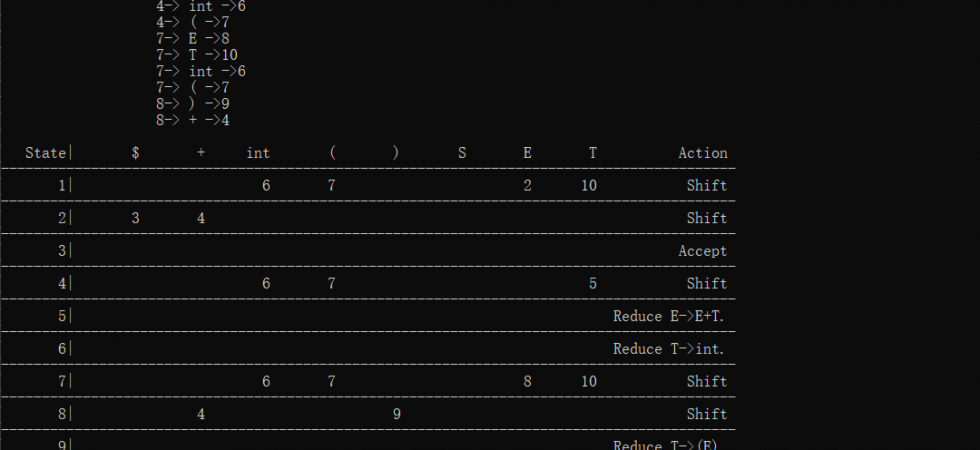 4-> int ->6
4-> ( ->7
7-> E ->8
7-> T ->10
7-> int ->6
7-> ( ->7
8-> ) ->9
8-> + ->4
State| $ + int ( ) S E T Action
1| 6 7 2 10 Shift
2| 3 4 Shift
3| Accept
4| 6 7 5 Shift
5| Reduce E->E+T.
6| Reduce T->int.
7| 6 7 8 10 Shift
8| 4 9 Shift
9| Reduce T->(E)